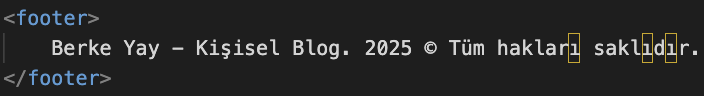 <footer>
Berke Yay - Kişisel Blog. 2025 © Tüm hakları saklıdır.
</footer>